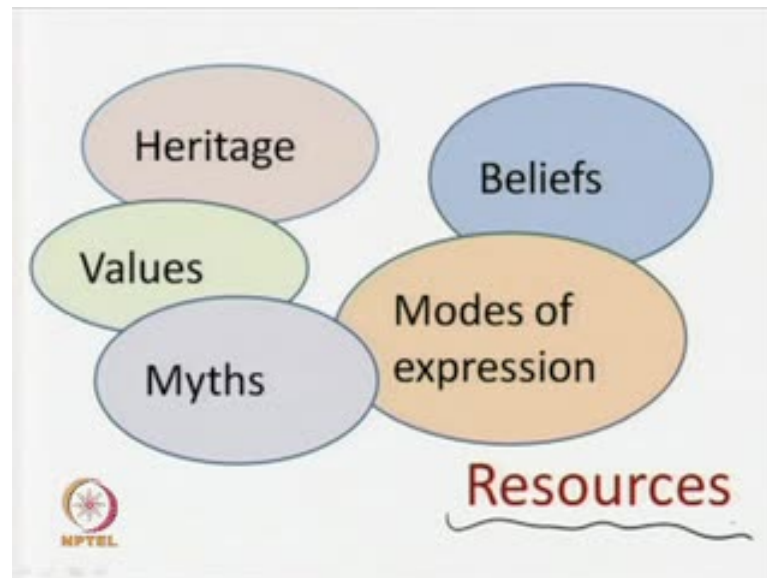 Heritage
Beliefs
Values
Modes of
expression
Myths
Resources
NPTEL